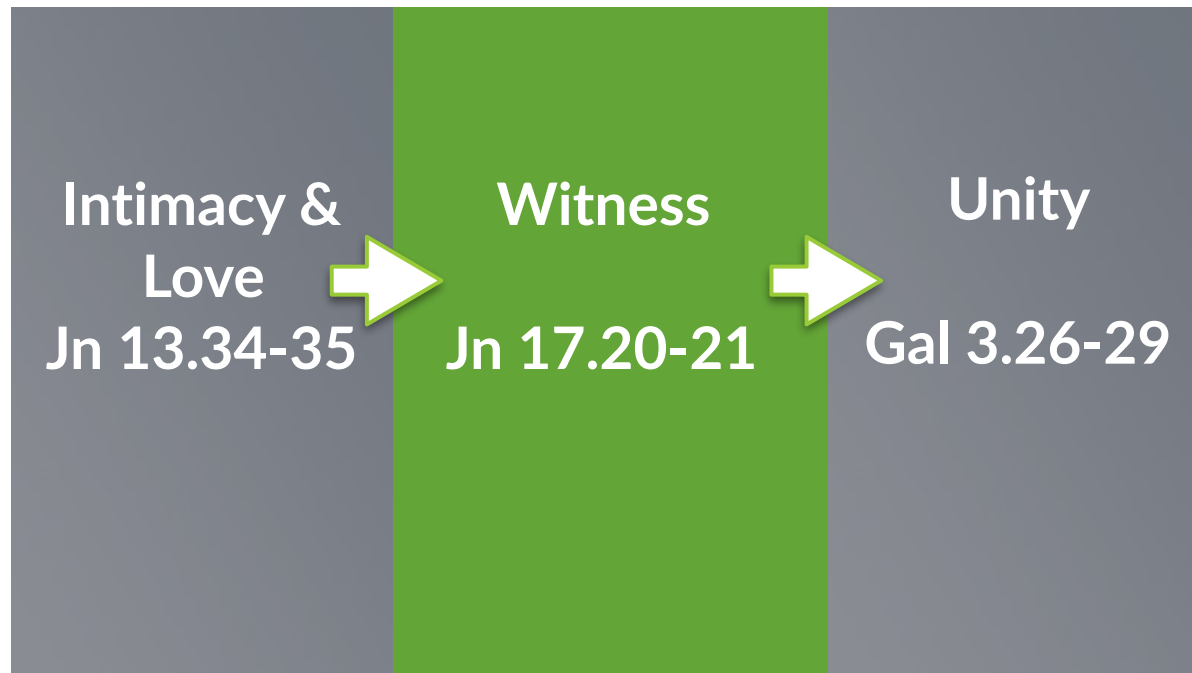 Intimacy &
Love
Jn 13.34-35
Witness
Jn 17.20-21
Unity
Gal 3.26-29